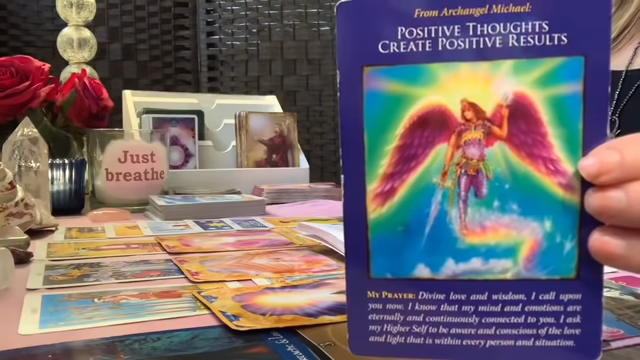 From Archangel Michael:
POSITIVE THOUGHTS
CREATE POSITIVE RESULTS
Just
breathe
MY PRAYER: Divine love and wisdom, I call upon
you now. I know that my mind and emotions are
eternally and continuously connected to you. I ask
my Higher Self to be aware and conscious of the love
and light that is within every person and situation.